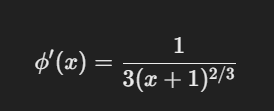 ϕ′(x) = 1 / 3(x + 1)^{2/3}